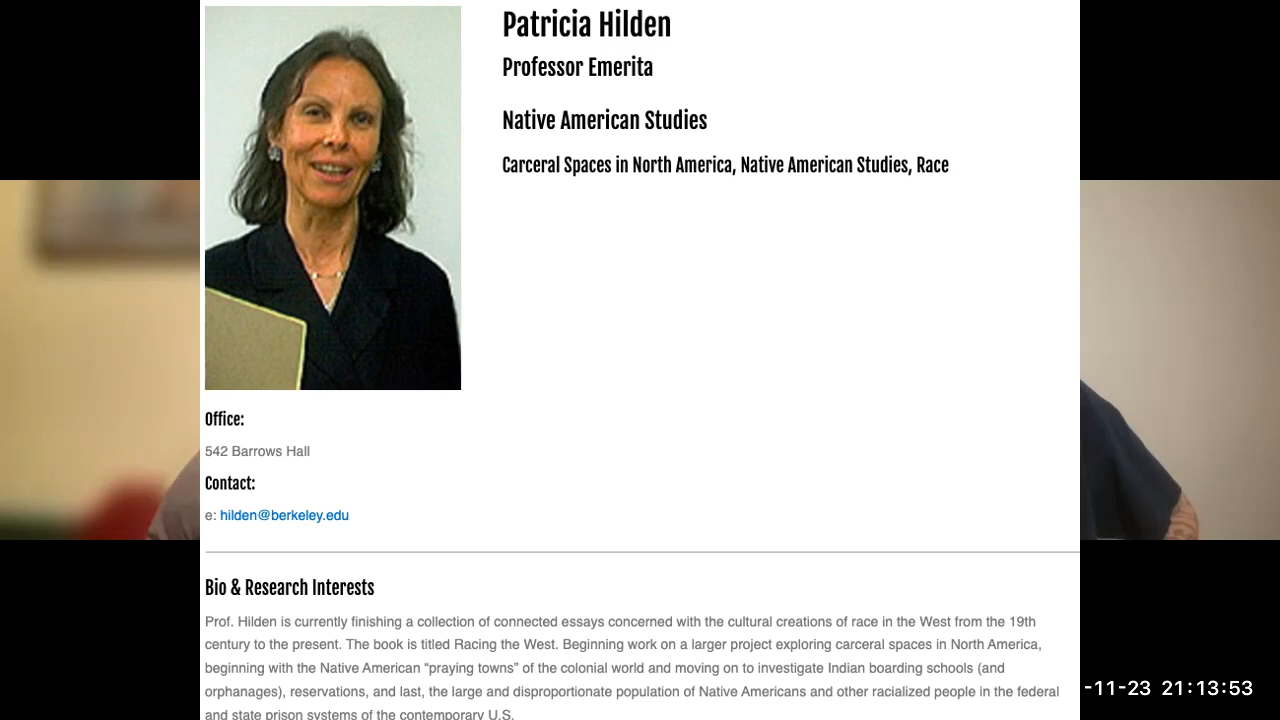 Patricia Hilden
Professor Emerita
Native American Studies
Carceral Spaces in North America, Native American Studies, Race
Office:
542 Barrows Hall
Contact:
e: hilden@berkeley.edu
Bio & Research Interests
Prof. Hilden is currently finishing a collection of connected essays concerned with the cultural creations of race in the West from the 19th
century to the present. The book is titled Racing the West. Beginning work on a larger project exploring carceral spaces in North America,
beginning with the Native American “praying towns” of the colonial world and moving on to investigate Indian boarding schools (and
orphanages), reservations, and last, the large and disproportionate population of Native Americans and other racialized people in the federal
and state prison systems of the contemporary U.S.
-11-23 21:13:53